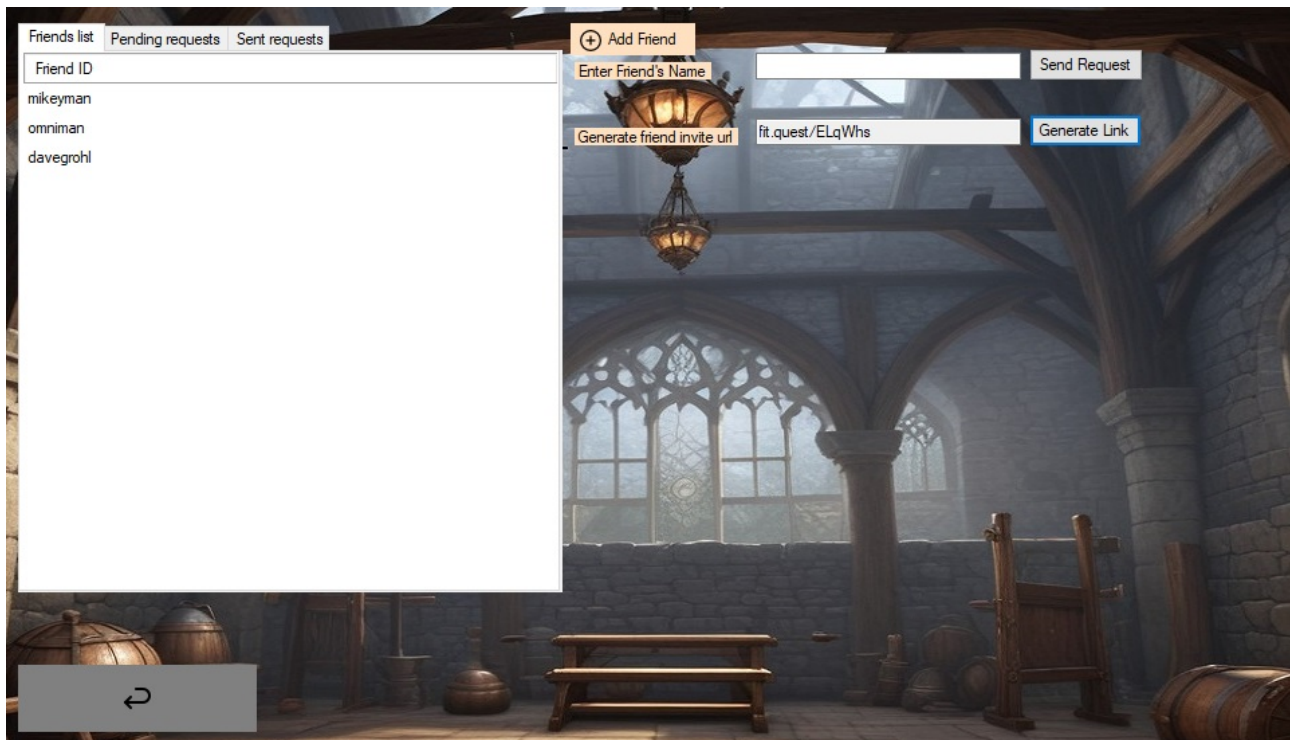 Friends list Pending requests Sent requests
Friend ID
mikeyman
omniman
davegrohl
Add Friend
Enter Friend's Name
Send Request
Generate friend invite url
fit.quest/ELqWhs
Generate Link